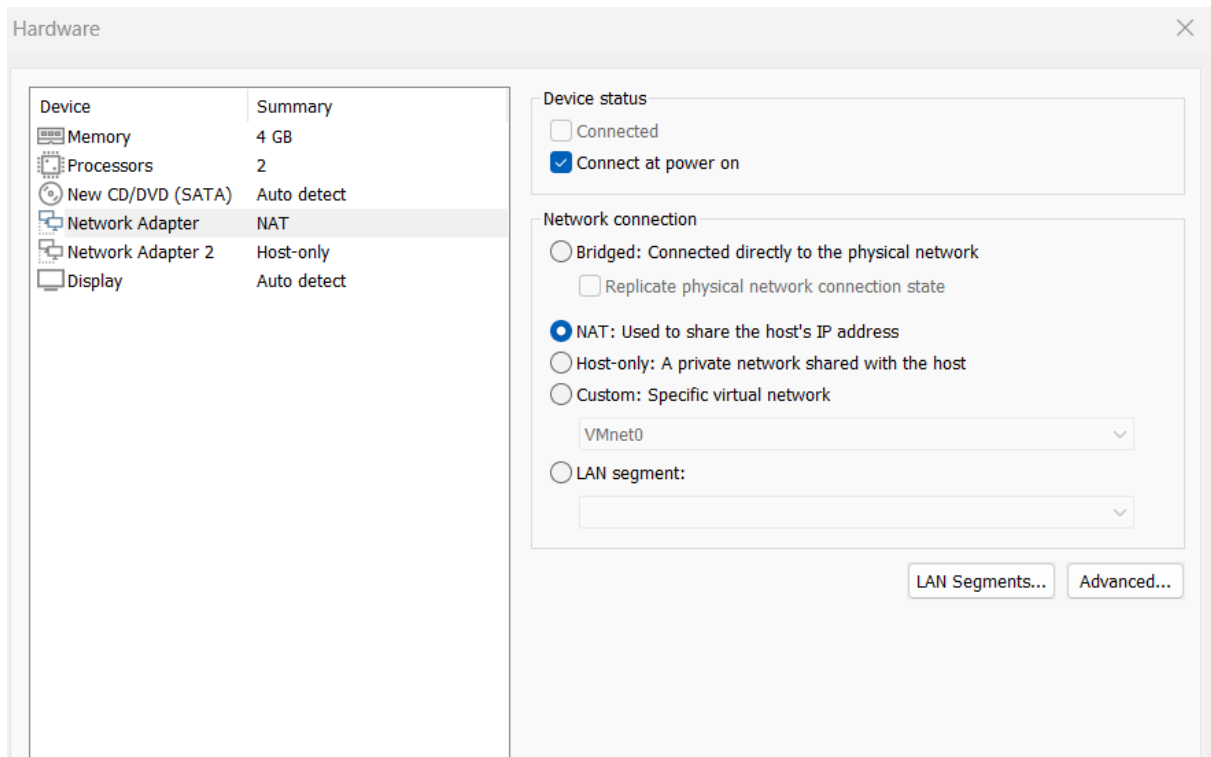 Hardware
Device Summary
Memory 4 GB
Processors 2
New CD/DVD (SATA) Auto detect
Network Adapter NAT
Network Adapter 2 Host-only
Display Auto detect
Device status
Connected
Connect at power on
Network connection
Bridged: Connected directly to the physical network
Replicate physical network connection state
NAT: Used to share the host's IP address
Host-only: A private network shared with the host
Custom: Specific virtual network
VMnet0
LAN segment:
LAN Segments... Advanced...